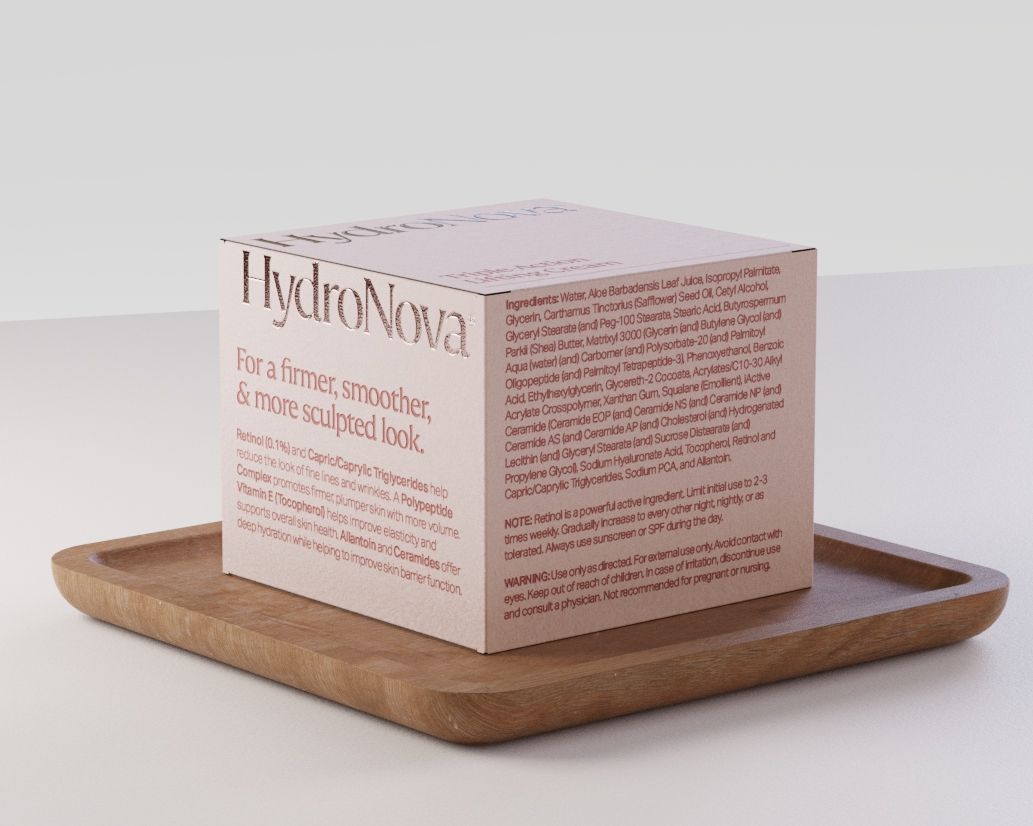 HydroNova
Triple Action
Lifting Cream
HydroNova
For a firmer, smoother,
& more sculpted look.
Retinol (0.1%) and Capric/Caprylic Triglycerides help
reduce the look of fine lines and wrinkles. A Polypeptide
Complex promotes firmer, plumper skin with more volume.
Vitamin E (Tocopherol) helps improve elasticity and
supports overall skin health. Allantoin and Ceramides offer
deep hydration while helping to improve skin barrier function.
Ingredients: Water, Aloe Barbadensis Leaf Juice, Isopropyl Palmitate,
Glycerin, Carthamus Tinctorius (Safflower) Seed Oil, Cetyl Alcohol,
Glyceryl Stearate (and) Peg-100 Stearate, Stearic Acid, Butyrospermum
Parkii (Shea) Butter, Matrixyl 3000 (Glycerin (and) Butylene Glycol (and)
Aqua (water) (and) Carbomer (and) Polysorbate-20 (and) Palmitoyl
Oligopeptide (and) Palmitoyl Tetrapeptide-3), Phenoxyethanol, Benzoic
Acid, Ethylhexylglycerin, Glycereth-2 Cocoate, Acrylates/C10-30 Alkyl
Acrylate Crosspolymer, Xanthan Gum, Squalane (Emollient), iActive
Ceramide (Ceramide EOP (and) Ceramide NS (and) Ceramide NP (and)
Ceramide AS (and) Ceramide AP (and) Cholesterol (and) Hydrogenated
Lecithin (and) Glyceryl Stearate (and) Sucrose Distearate (and)
Propylene Glycol), Sodium Hyaluronate Acid, Tocopherol, Retinol and
Capric/Caprylic Triglycerides, Sodium PCA, and Allantoin.
NOTE: Retinol is a powerful active ingredient. Limit initial use to 2-3
times weekly. Gradually increase to every other night, nightly, or as
tolerated. Always use sunscreen or SPF during the day.
WARNING: Use only as directed. For external use only. Avoid contact with
eyes. Keep out of reach of children. In case of irritation, discontinue use
and consult a physician. Not recommended for pregnant or nursing.